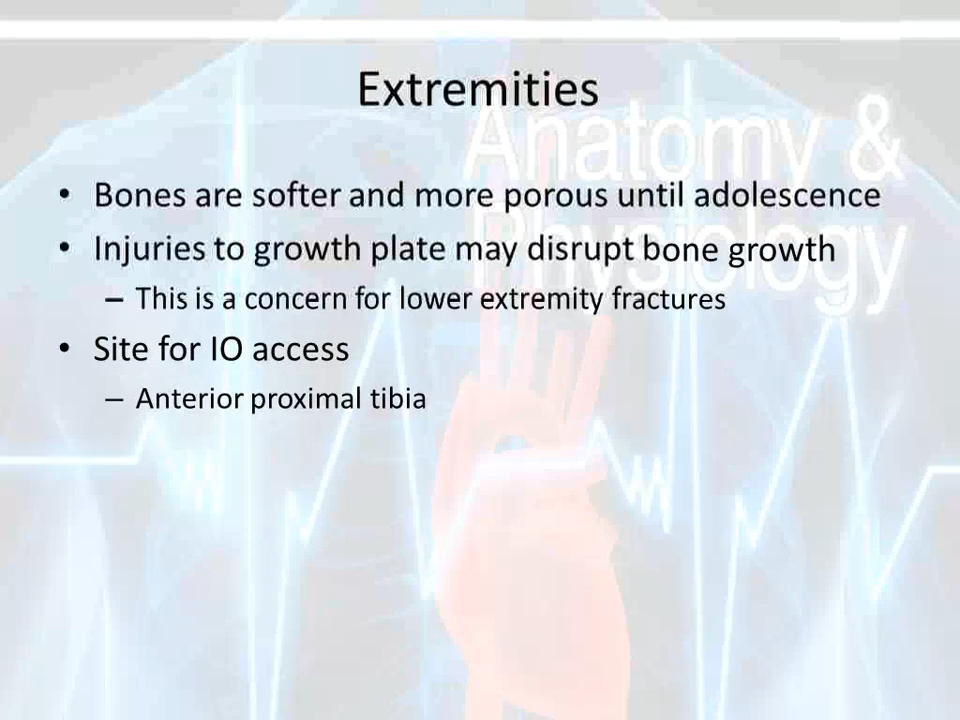 Extremities
Anatomy &
Physiology
• Bones are softer and more porous until adolescence
• Injuries to growth plate may disrupt bone growth
– This is a concern for lower extremity fractures
• Site for IO access
– Anterior proximal tibia